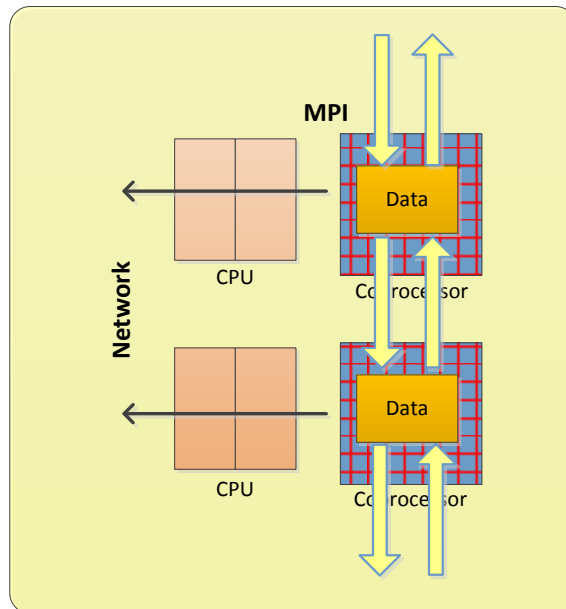 MPI
Data
CPU
Coprocessor
Network
Data
CPU
Coprocessor